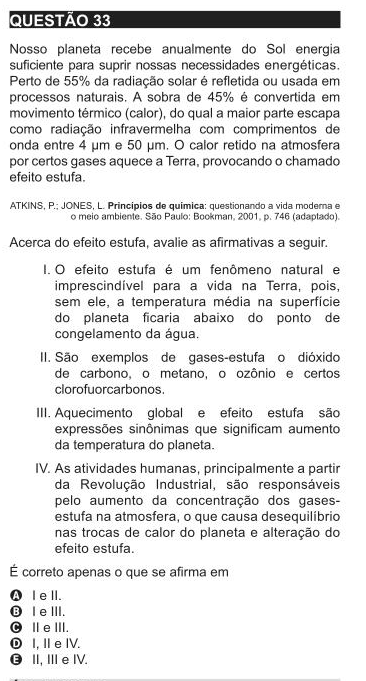 QUESTÃO 33
Nosso planeta recebe anualmente do Sol energia
suficiente para suprir nossas necessidades energéticas.
Perto de 55% da radiação solar é refletida ou usada em
processos naturais. A sobra de 45% é convertida em
movimento térmico (calor), do qual a maior parte escapa
como radiação infravermelha com comprimentos de
onda entre 4 µm e 50 µm. O calor retido na atmosfera
por certos gases aquece a Terra, provocando o chamado
efeito estufa.
ATKINS, P.; JONES, L. Princípios de química: questionando a vida moderna e
o meio ambiente. São Paulo: Bookman, 2001, p. 746 (adaptado).
Acerca do efeito estufa, avalie as afirmativas a seguir.
I. O efeito estufa é um fenômeno natural e
imprescindível para a vida na Terra, pois,
sem ele, a temperatura média na superfície
do planeta ficaria abaixo do ponto de
congelamento da água.
II. São exemplos de gases-estufa o dióxido
de carbono, o metano, o ozônio e certos
clorofuorcarbonos.
III. Aquecimento global e efeito estufa são
expressões sinônimas que significam aumento
da temperatura do planeta.
IV. As atividades humanas, principalmente a partir
da Revolução Industrial, são responsáveis
pelo aumento da concentração dos gases-
estufa na atmosfera, o que causa desequilíbrio
nas trocas de calor do planeta e alteração do
efeito estufa.
É correto apenas o que se afirma em
A I e II.
B I e III.
C II e III.
D I, II e IV.
E II, III e IV.